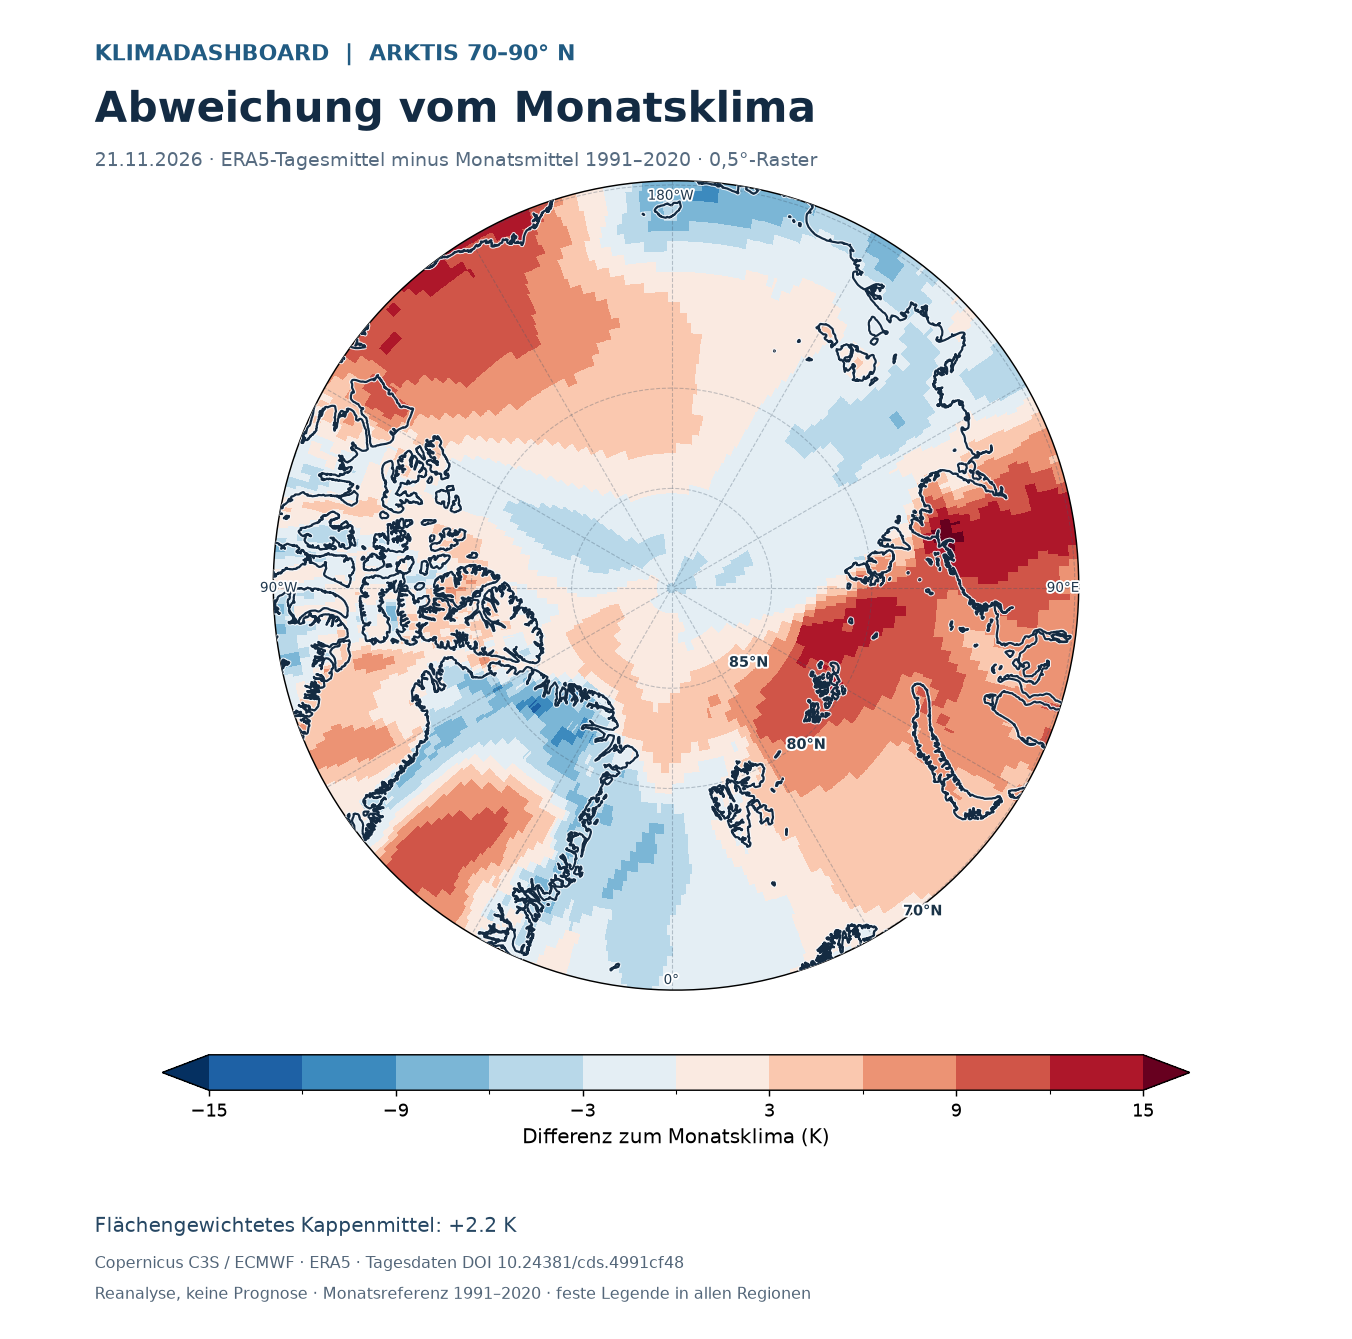 KLIMADASHBOARD | ARKTIS 70–90° N
Abweichung vom Monatsklima
21.11.2026 · ERA5-Tagesmittel minus Monatsmittel 1991–2020 · 0,5°-Raster
180°W
90°W
90°E
85°N
80°N
70°N
0°
−15 −9 −3 3 9 15
Differenz zum Monatsklima (K)
Flächengewichtetes Kappenmittel: +2.2 K
Copernicus C3S / ECMWF · ERA5 · Tagesdaten DOI 10.24381/cds.4991cf48
Reanalyse, keine Prognose · Monatsreferenz 1991–2020 · feste Legende in allen Regionen